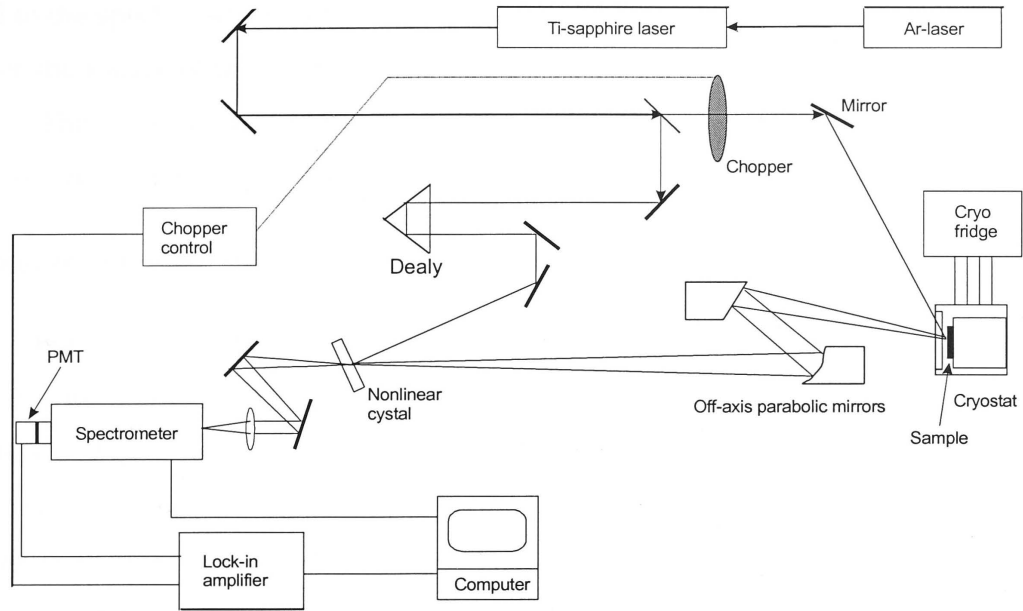 Ti-sapphire laser
Ar-laser
Mirror
Chopper
Chopper
control
Cryo
fridge
Dealy
PMT
Nonlinear
cystal
Off-axis parabolic mirrors
Cryostat
Spectrometer
Sample
Lock-in
amplifier
Computer